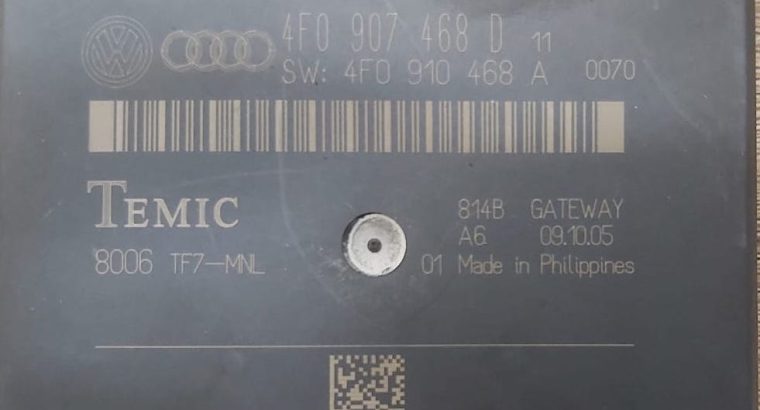 4F0 907 468 D 11
SW: 4F0 910 468 A 0070
TEMIC
814B GATEWAY
A6 09.10.05
8006 TF7-MNL 01 Made in Philippines